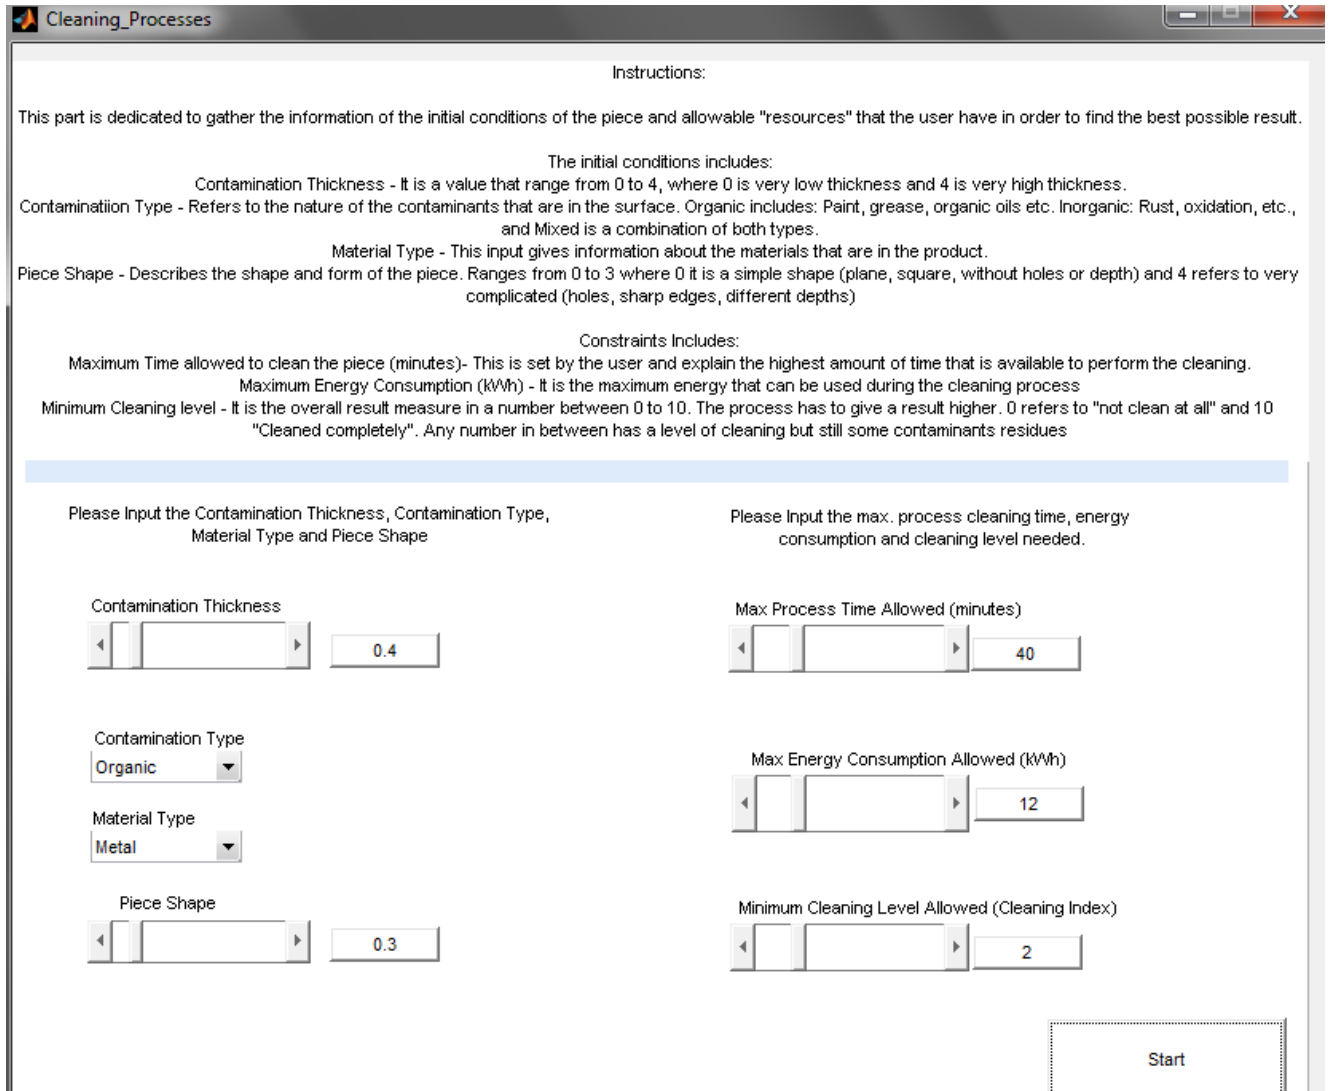 Cleaning_Processes
Instructions:
This part is dedicated to gather the information of the initial conditions of the piece and allowable "resources" that the user have in order to find the best possible result.
The initial conditions includes:
Contamination Thickness - It is a value that range from 0 to 4, where 0 is very low thickness and 4 is very high thickness.
Contaminatiion Type - Refers to the nature of the contaminants that are in the surface. Organic includes: Paint, grease, organic oils etc. Inorganic: Rust, oxidation, etc.,
and Mixed is a combination of both types.
Material Type - This input gives information about the materials that are in the product.
Piece Shape - Describes the shape and form of the piece. Ranges from 0 to 3 where 0 it is a simple shape (plane, square, without holes or depth) and 4 refers to very
complicated (holes, sharp edges, different depths)
Constraints Includes:
Maximum Time allowed to clean the piece (minutes)- This is set by the user and explain the highest amount of time that is available to perform the cleaning.
Maximum Energy Consumption (kWh) - It is the maximum energy that can be used during the cleaning process
Minimum Cleaning level - It is the overall result measure in a number between 0 to 10. The process has to give a result higher. 0 refers to "not clean at all" and 10
"Cleaned completely". Any number in between has a level of cleaning but still some contaminants residues
Please Input the Contamination Thickness, Contamination Type,
Material Type and Piece Shape
Contamination Thickness
0.4
Contamination Type
Organic
Material Type
Metal
Piece Shape
0.3
Please Input the max. process cleaning time, energy
consumption and cleaning level needed.
Max Process Time Allowed (minutes)
40
Max Energy Consumption Allowed (kWh)
12
Minimum Cleaning Level Allowed (Cleaning Index)
2
Start